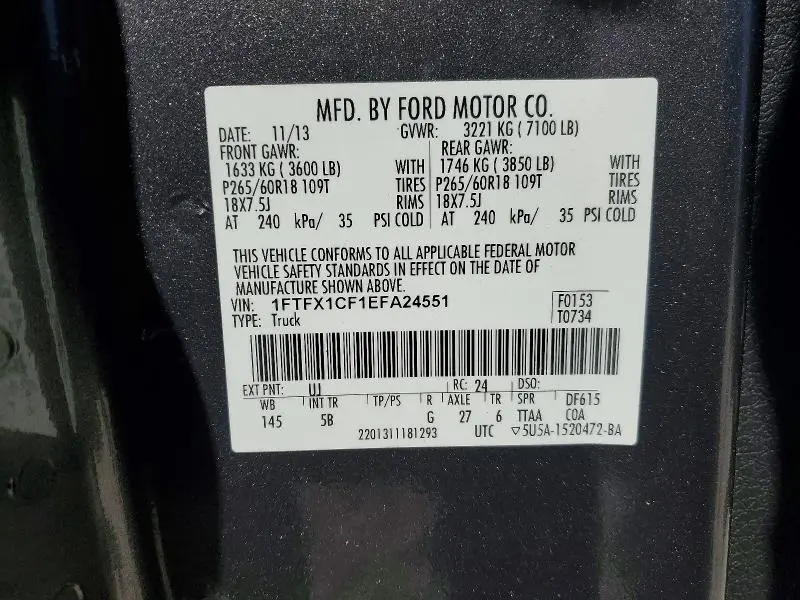 MFD. BY FORD MOTOR CO.
DATE: 11/13 GVWR: 3221 KG ( 7100 LB)
FRONT GAWR: REAR GAWR:
1633 KG ( 3600 LB) WITH 1746 KG ( 3850 LB) WITH
P265/60R18 109T TIRES P265/60R18 109T TIRES
18X7.5J RIMS 18X7.5J RIMS
AT 240 kPa/ 35 PSI COLD AT 240 kPa/ 35 PSI COLD
THIS VEHICLE CONFORMS TO ALL APPLICABLE FEDERAL MOTOR
VEHICLE SAFETY STANDARDS IN EFFECT ON THE DATE OF
MANUFACTURE SHOWN ABOVE.
VIN: 1FTFX1CF1EFA24551 F0153
TYPE: Truck T0734
EXT PNT: UJ RC: 24 DSO:
WB INT TR TP/PS R AXLE TR SPR DF615
145 5B G 27 6 TTAA COA
2201311181293 UTC ▽5U5A-1520472-BA